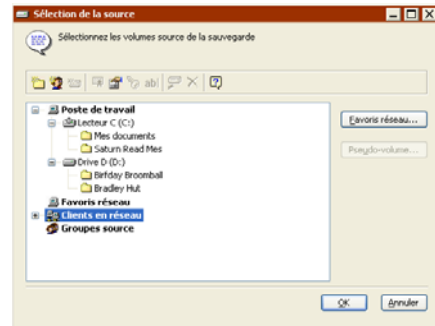 Sélection de la source
Sélectionnez les volumes source de la sauvegarde
abl
Poste de travail
Lecteur C (C:)
Mes documents
Saturn Read Mes
Drive D (D:)
Birfday Broomball
Bradley Hut
Favoris réseau
Clients en réseau
Groupes source
Favoris réseau...
Pseudo-volume...
OK
Annuler